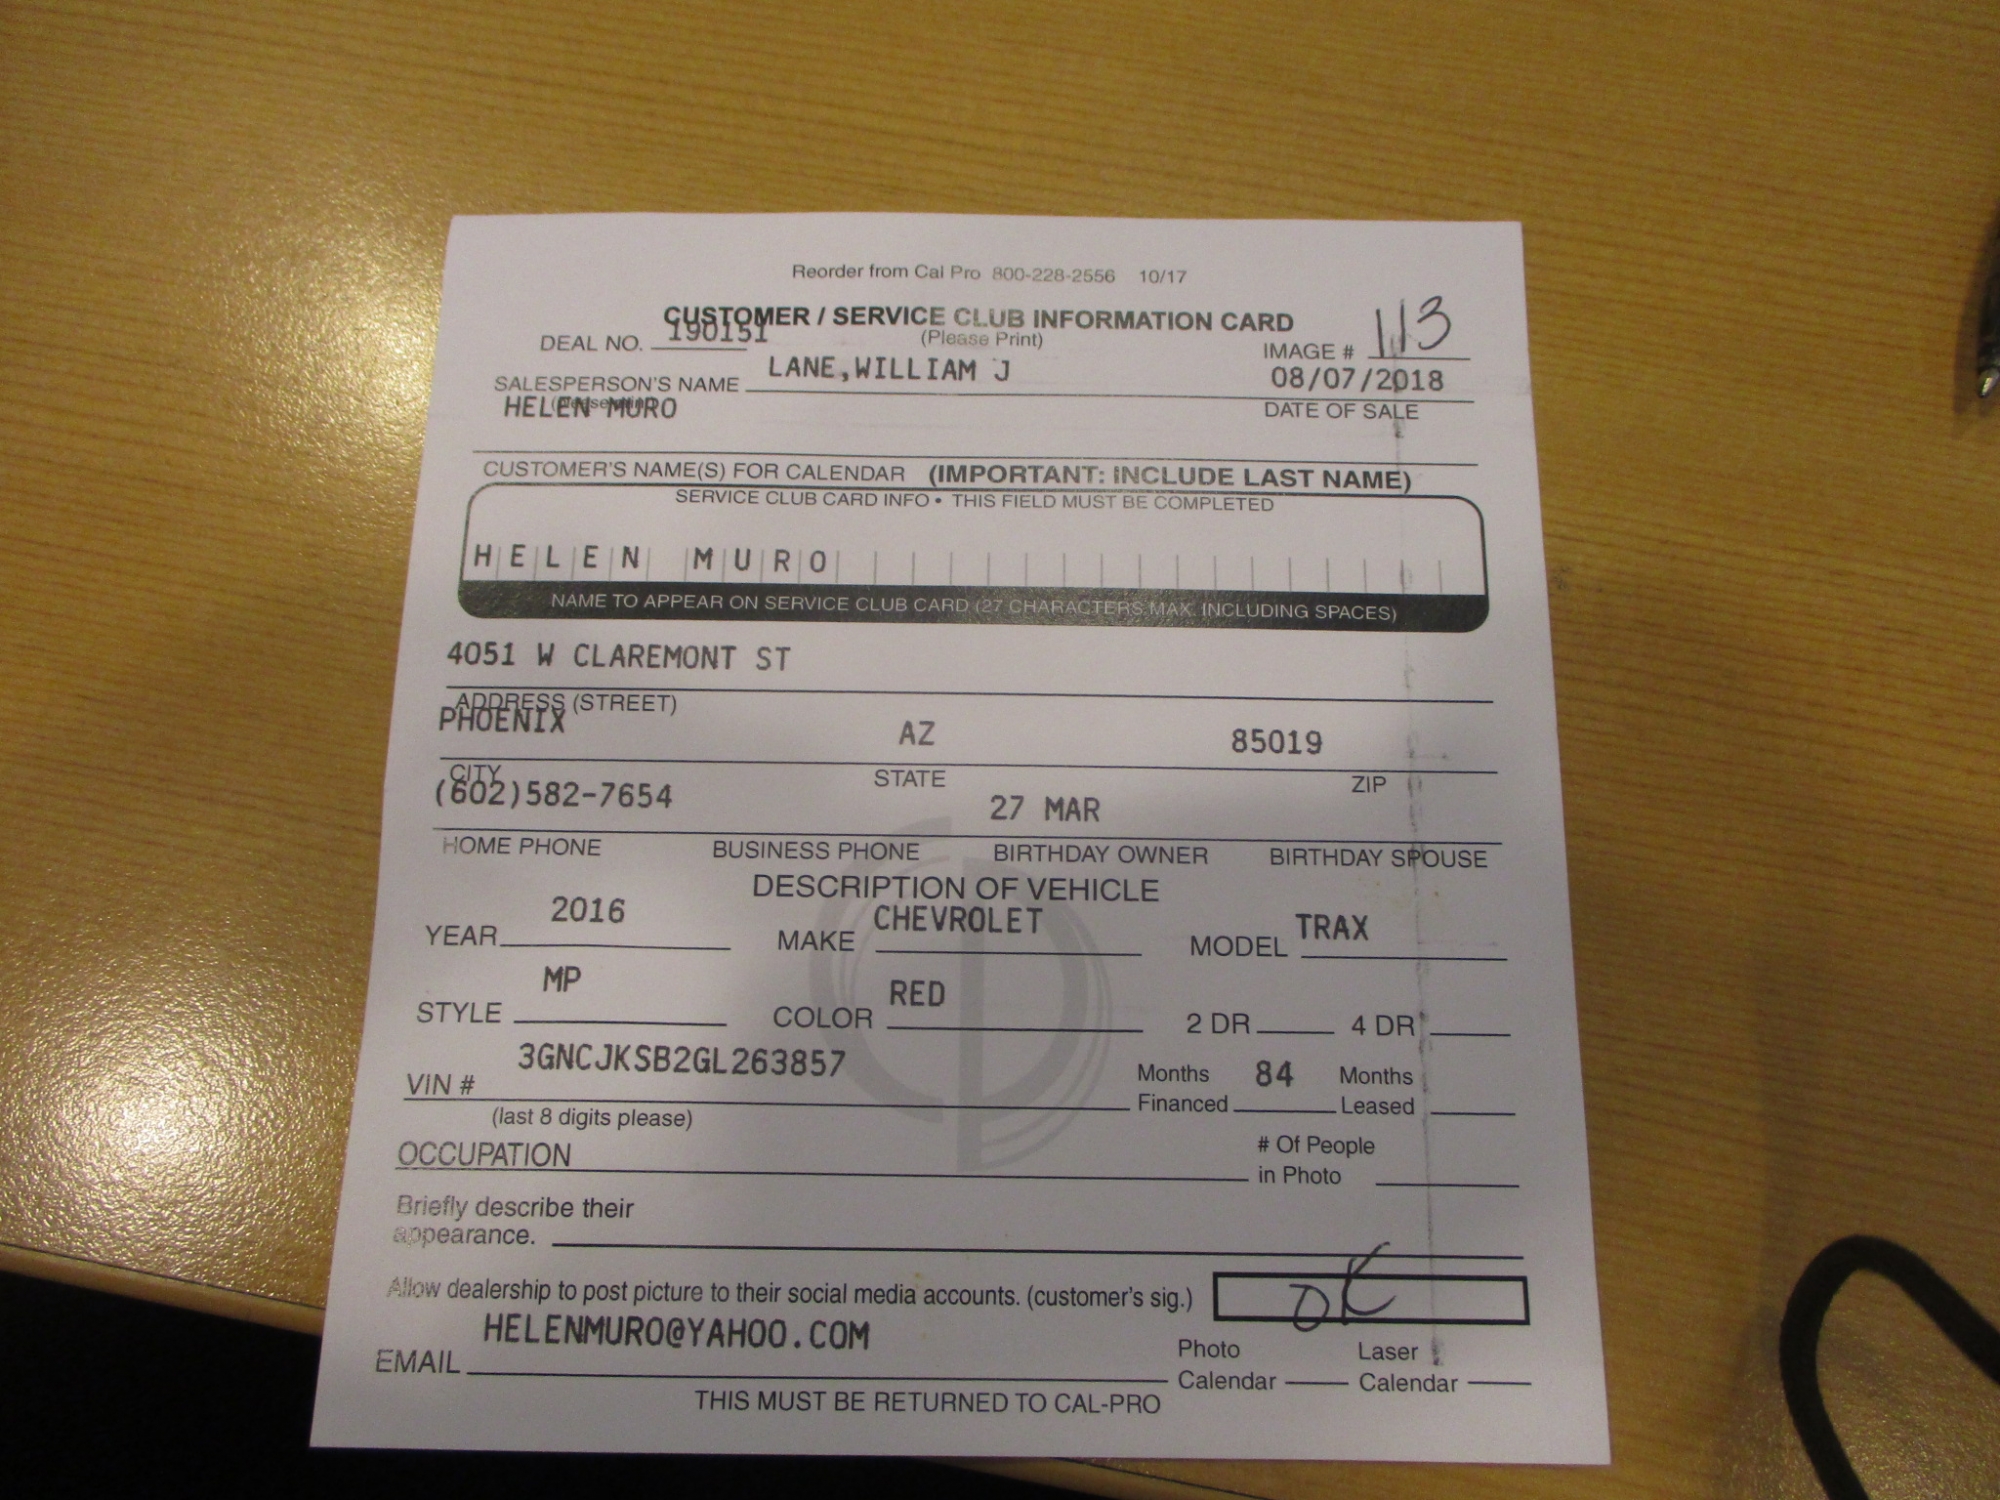 Reorder from Cal Pro 800-228-2556 10/17
CUSTOMER / SERVICE CLUB INFORMATION CARD
(Please Print)
DEAL NO. 190151
IMAGE # 113
SALESPERSON'S NAME LANE,WILLIAM J
(please print)
08/07/2018
DATE OF SALE
HELEN MURO
CUSTOMER'S NAME(S) FOR CALENDAR (IMPORTANT: INCLUDE LAST NAME)
SERVICE CLUB CARD INFO • THIS FIELD MUST BE COMPLETED
HELEN MURO
NAME TO APPEAR ON SERVICE CLUB CARD (27 CHARACTERS MAX. INCLUDING SPACES)
4051 W CLAREMONT ST
ADDRESS (STREET)
PHOENIX AZ 85019
CITY STATE ZIP
(602)582-7654 27 MAR
HOME PHONE BUSINESS PHONE BIRTHDAY OWNER BIRTHDAY SPOUSE
DESCRIPTION OF VEHICLE
YEAR 2016 MAKE CHEVROLET MODEL TRAX
STYLE MP COLOR RED 2 DR 4 DR
VIN # 3GNCJKSB2GL263857
(last 8 digits please)
Months Financed 84 Months Leased
OCCUPATION
# Of People
in Photo
Briefly describe their
appearance.
Allow dealership to post picture to their social media accounts. (customer's sig.) OK
EMAIL HELENMURO@YAHOO.COM
Photo Calendar Laser Calendar
THIS MUST BE RETURNED TO CAL-PRO